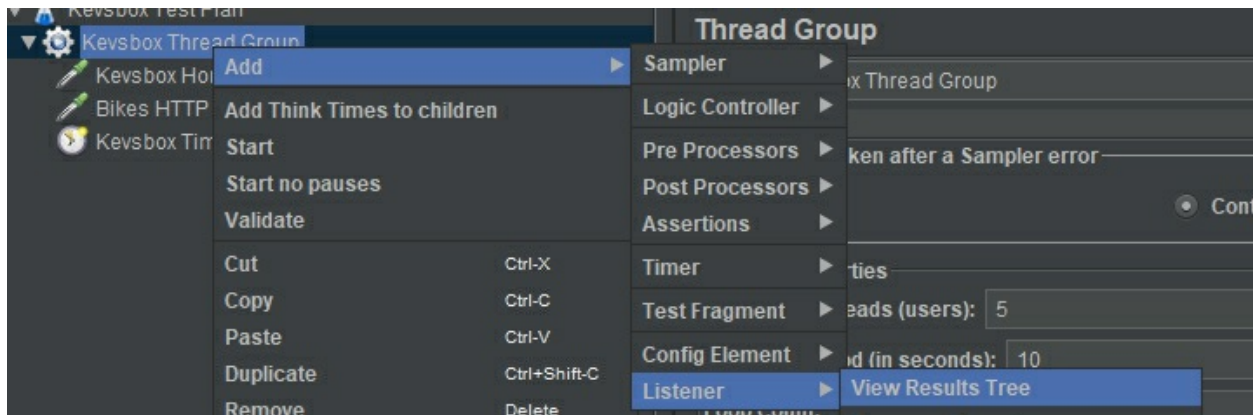 Kevsbox Test Plan
Kevsbox Thread Group
Kevsbox Hor
Bikes HTTP
Kevsbox Tim
Add
Add Think Times to children
Start
Start no pauses
Validate
Cut Ctrl-X
Copy Ctrl-C
Paste Ctrl-V
Duplicate Ctrl+Shift-C
Remove Delete
Sampler
Logic Controller
Pre Processors
Post Processors
Assertions
Timer
Test Fragment
Config Element
Listener
View Results Tree
Thread Group
ox Thread Group
ken after a Sampler error
Cont
rties
eads (users): 5
od (in seconds): 10